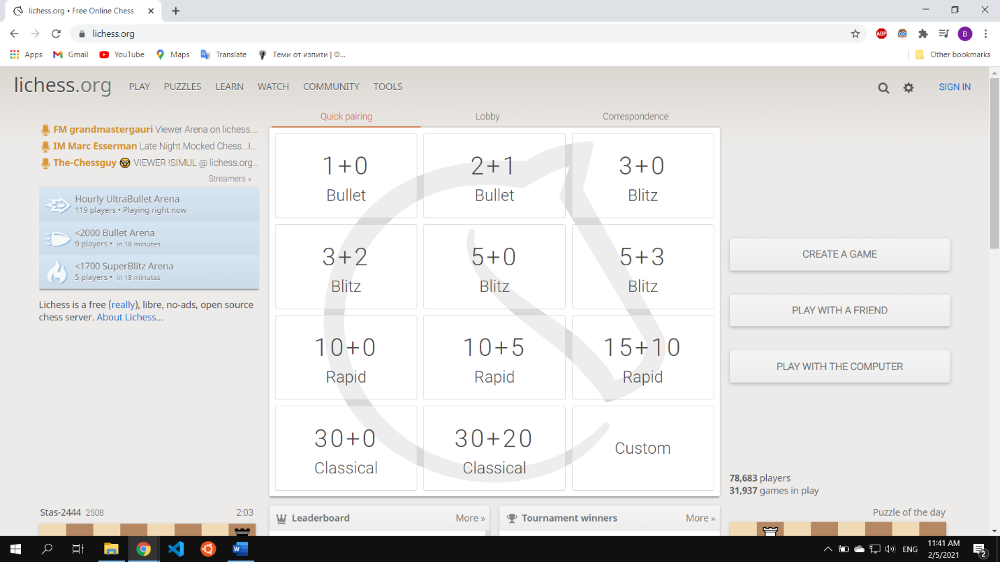 lichess.org • Free Online Chess
lichess.org
ABP
B
Apps Gmail YouTube Maps Translate Теми от изпити | Ф... Other bookmarks
lichess.org PLAY PUZZLES LEARN WATCH COMMUNITY TOOLS SIGN IN
Quick pairing Lobby Correspondence
FM grandmastergauri Viewer Arena on lichess....
IM Marc Esserman Late Night Mocked Chess...I...
The-Chessguy 🤓 VIEWER !SIMUL @ lichess.org...
Streamers »
Hourly UltraBullet Arena
119 players • Playing right now
<2000 Bullet Arena
9 players • in 18 minutes
<1700 SuperBlitz Arena
5 players • in 18 minutes
Lichess is a free (really), libre, no-ads, open source
chess server. About Lichess...
1+0 2+1 3+0
Bullet Bullet Blitz
3+2 5+0 5+3
Blitz Blitz Blitz
10+0 10+5 15+10
Rapid Rapid Rapid
30+0 30+20 Custom
Classical Classical
CREATE A GAME
PLAY WITH A FRIEND
PLAY WITH THE COMPUTER
78,683 players
31,937 games in play
Stas-2444 2508 2:03
Leaderboard More »
Tournament winners More »
Puzzle of the day
ENG
11:41 AM
2/5/2021
2